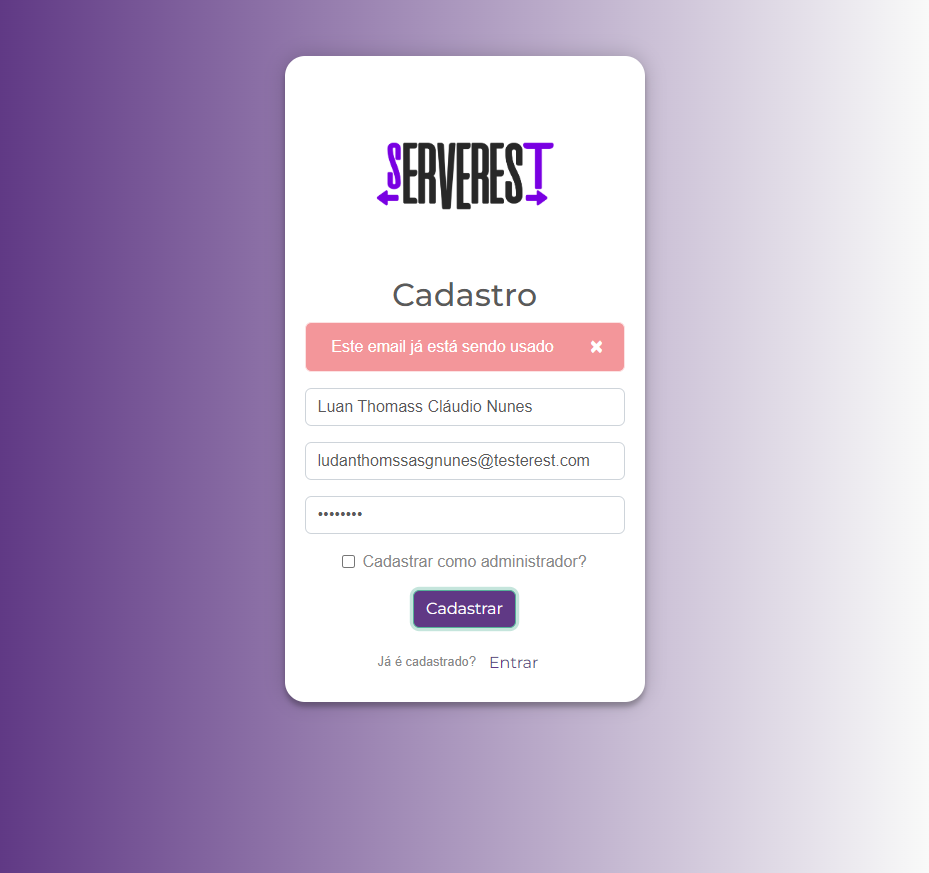 SERVEREST
Cadastro
Este email já está sendo usado
Luan Thomass Cláudio Nunes
ludanthomssasgnunes@testerest.com
••••••••
Cadastrar como administrador?
Cadastrar
Já é cadastrado? Entrar